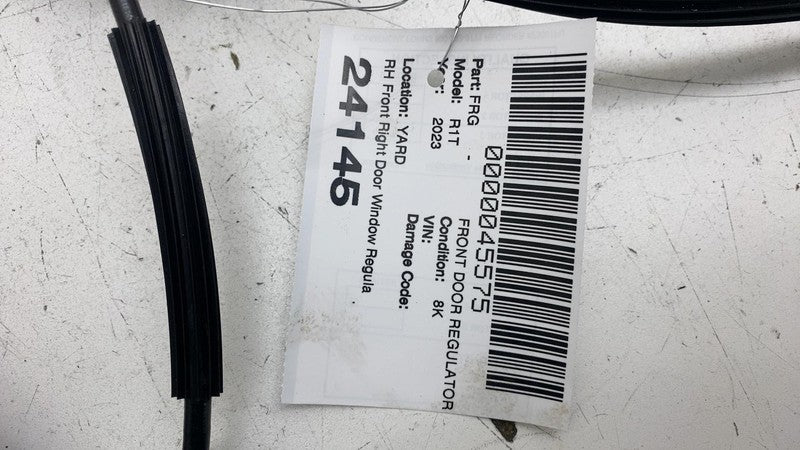 0000045575
Part: FRG - FRONT DOOR REGULATOR
Model: R1T Condition: 8K
Year: 2023 VIN:
Location: YARD Damage Code:
RH Front Right Door Window Regula
24145